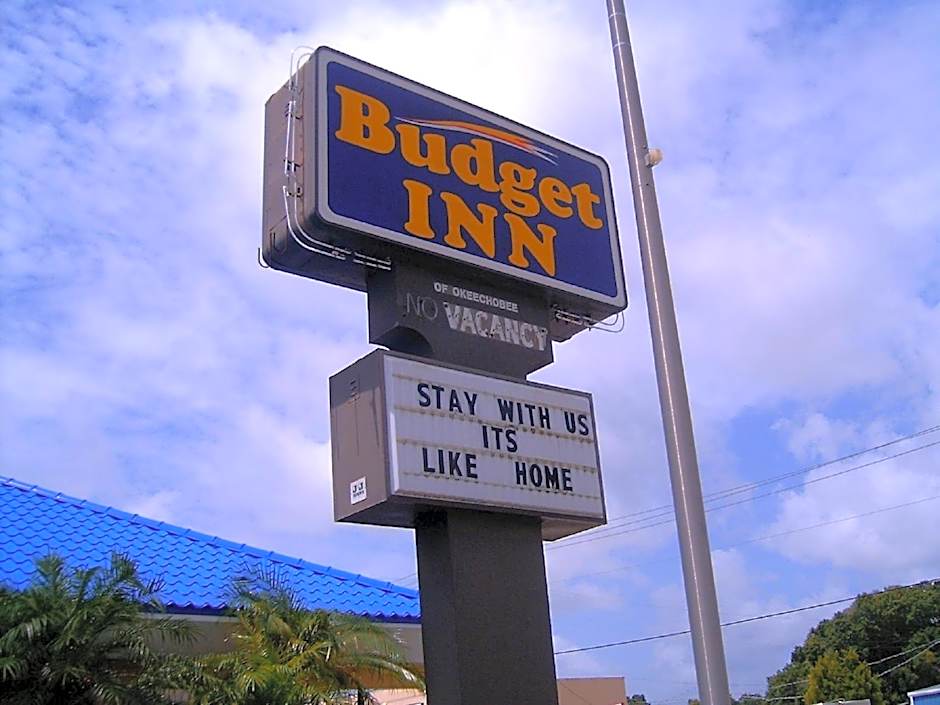 Budget
INN
OF OKEECHOBEE
NO VACANCY
STAY WITH US
ITS
LIKE HOME